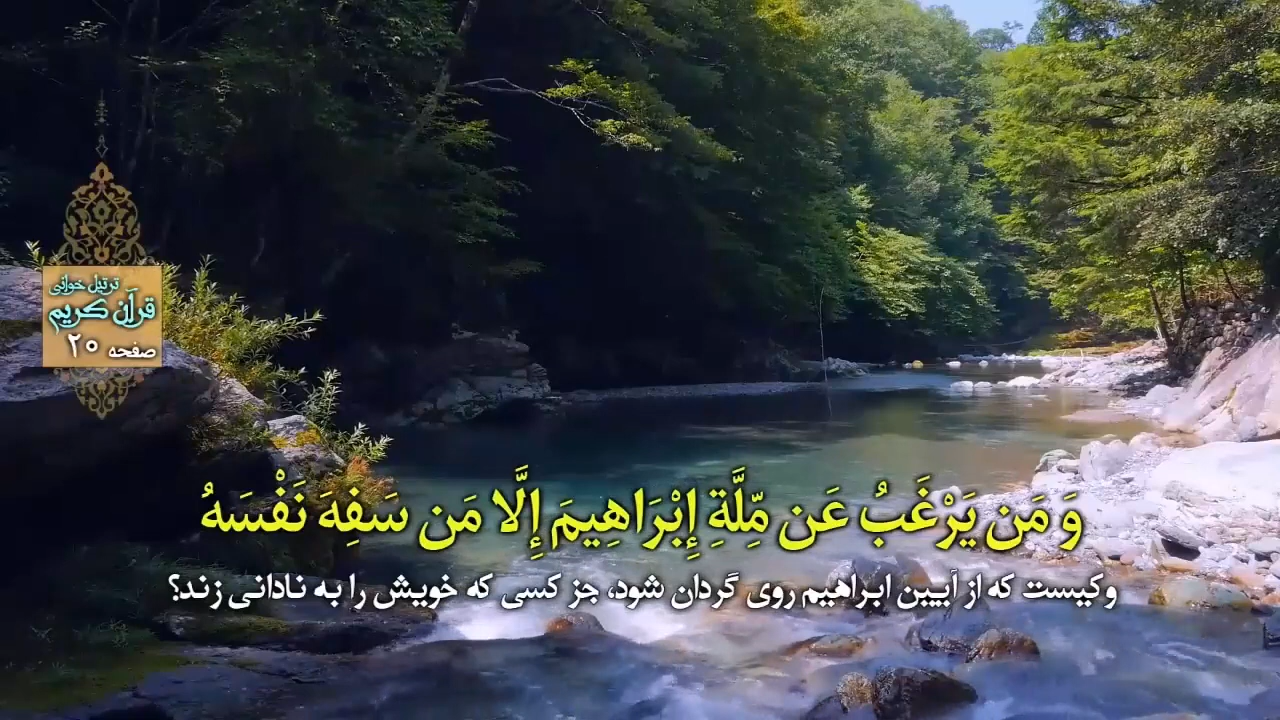 ترتیل خوانی
قرآن کریم
صفحه ۲۰
وَ مَن یَرْغَبُ عَن مِّلَّةِ إِبْرَاهِیمَ إِلَّا مَن سَفِهَ نَفْسَهُ
وکیست که از آیین ابراهیم روی گردان شود، جز کسی که خویش را به نادانی زند؟